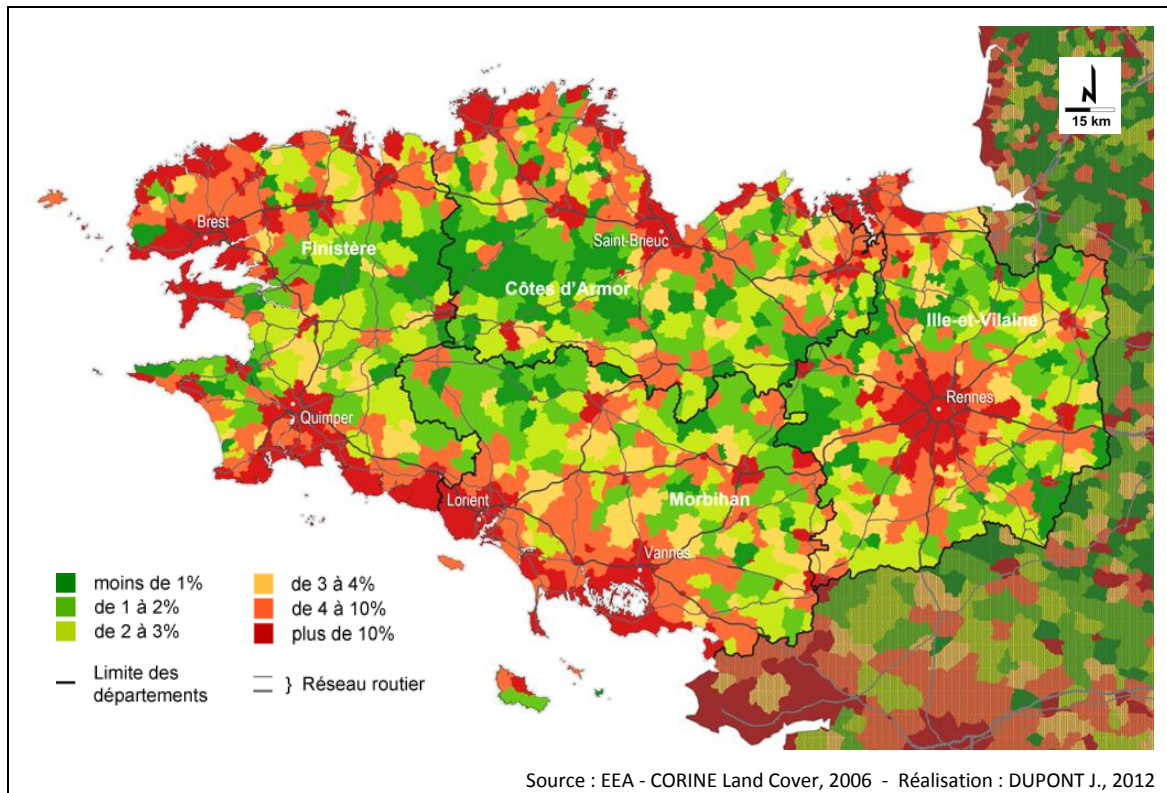 15 km
Brest
Saint-Brieuc
Finistère
Côtes d'Armor
Ille-et-Vilaine
Rennes
Quimper
Lorient
Morbihan
Vannes
moins de 1%
de 1 à 2%
de 2 à 3%
de 3 à 4%
de 4 à 10%
plus de 10%
Limite des
départements
} Réseau routier
Source : EEA - CORINE Land Cover, 2006 - Réalisation : DUPONT J., 2012